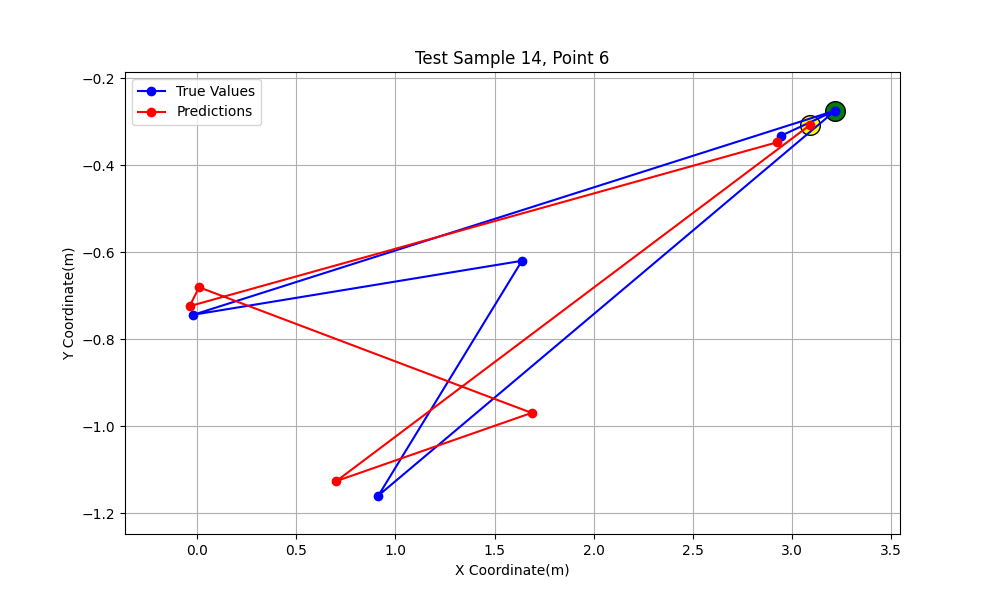 Test Sample 14, Point 6
True Values
Predictions
−0.2
−0.4
−0.6
−0.8
−1.0
−1.2
Y Coordinate(m)
0.0 0.5 1.0 1.5 2.0 2.5 3.0 3.5
X Coordinate(m)